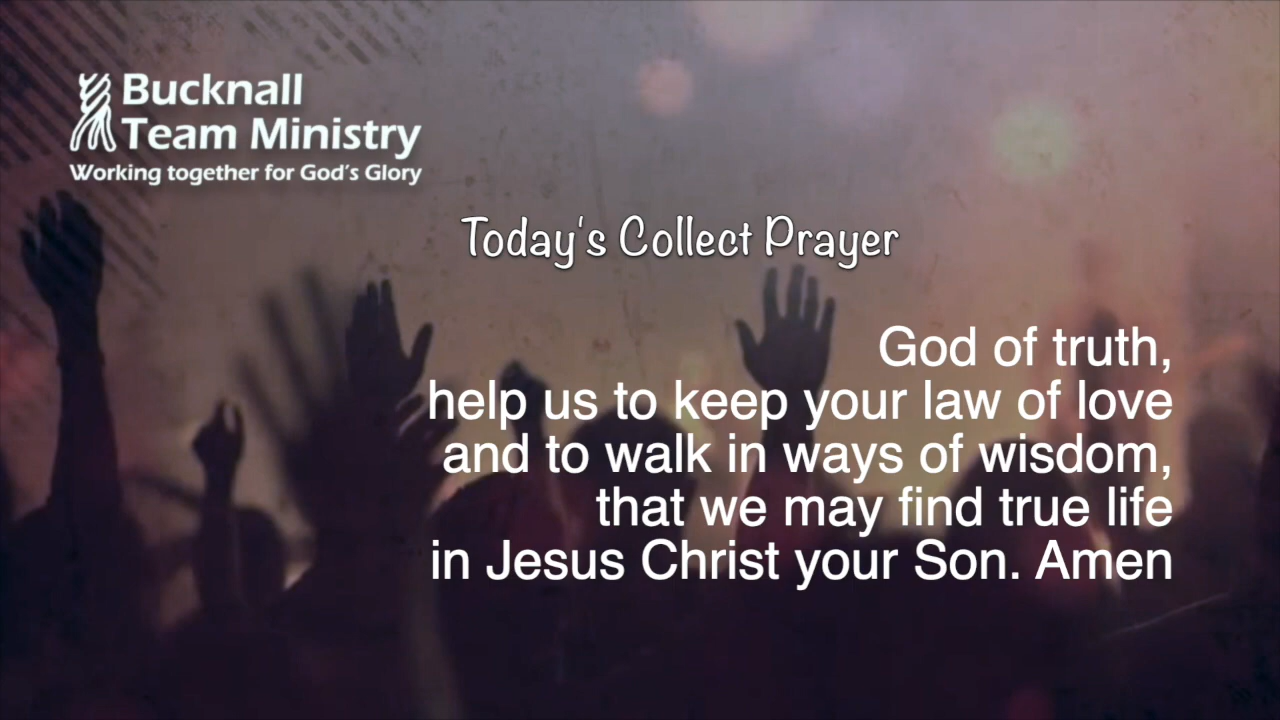 Bucknall
Team Ministry
Working together for God's Glory
Today's Collect Prayer
God of truth,
help us to keep your law of love
and to walk in ways of wisdom,
that we may find true life
in Jesus Christ your Son. Amen